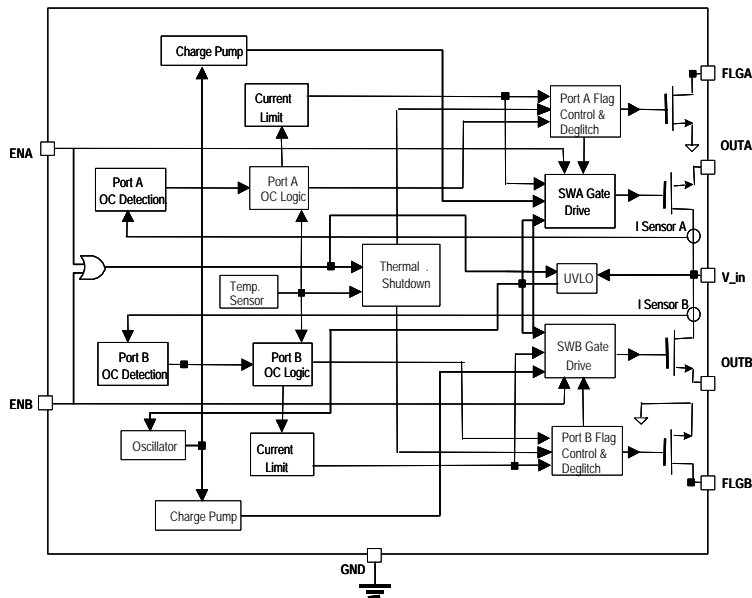 Charge Pump
FLGA
Current
Limit
Port A Flag
Control &
Deglitch
OUTA
ENA
Port A
OC Detection
Port A
OC Logic
SWA Gate
Drive
I Sensor A
Thermal .
Shutdown
Temp.
Sensor
UVLO
V_in
I Sensor B
Port B
OC Detection
Port B
OC Logic
SWB Gate
Drive
OUTB
ENB
Oscillator
Current
Limit
Port B Flag
Control &
Deglitch
FLGB
Charge Pump
GND